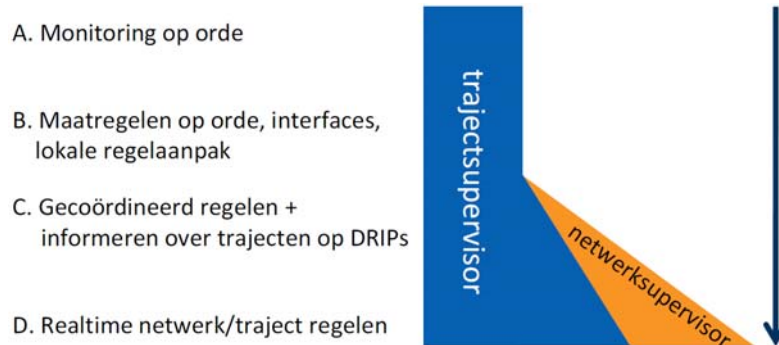 A. Monitoring op orde
B. Maatregelen op orde, interfaces,
lokale regelaanpak
C. Gecoördineerd regelen +
informeren over trajecten op DRIPs
D. Realtime netwerk/traject regelen
trajectsupervisor
netwerksupervisor